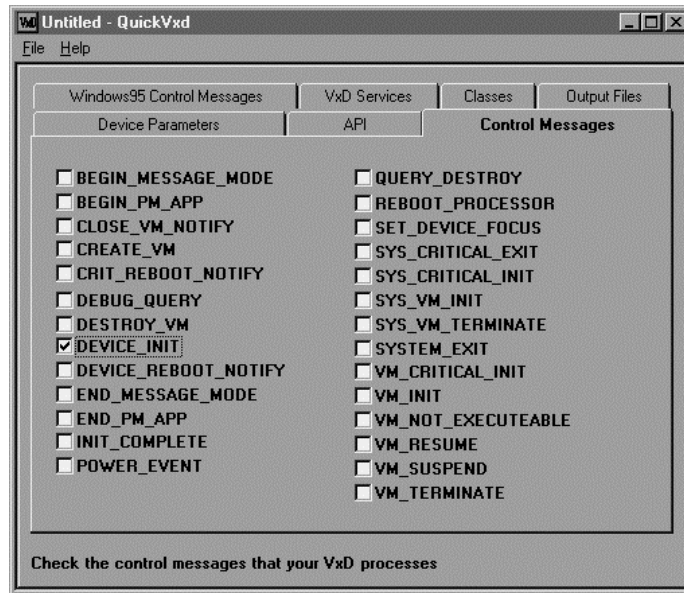 VxD Untitled - QuickVxd
File Help
Windows95 Control Messages VxD Services Classes Output Files
Device Parameters API Control Messages
BEGIN_MESSAGE_MODE
BEGIN_PM_APP
CLOSE_VM_NOTIFY
CREATE_VM
CRIT_REBOOT_NOTIFY
DEBUG_QUERY
DESTROY_VM
DEVICE_INIT
DEVICE_REBOOT_NOTIFY
END_MESSAGE_MODE
END_PM_APP
INIT_COMPLETE
POWER_EVENT
QUERY_DESTROY
REBOOT_PROCESSOR
SET_DEVICE_FOCUS
SYS_CRITICAL_EXIT
SYS_CRITICAL_INIT
SYS_VM_INIT
SYS_VM_TERMINATE
SYSTEM_EXIT
VM_CRITICAL_INIT
VM_INIT
VM_NOT_EXECUTEABLE
VM_RESUME
VM_SUSPEND
VM_TERMINATE
Check the control messages that your VxD processes